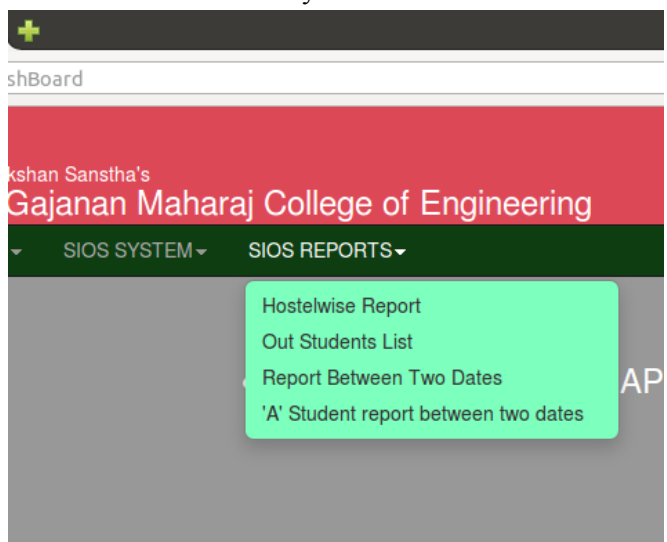 shBoard
kshan Sanstha's
Gajanan Maharaj College of Engineering
SIOS SYSTEM SIOS REPORTS
Hostelwise Report
Out Students List
Report Between Two Dates
AP
'A' Student report between two dates